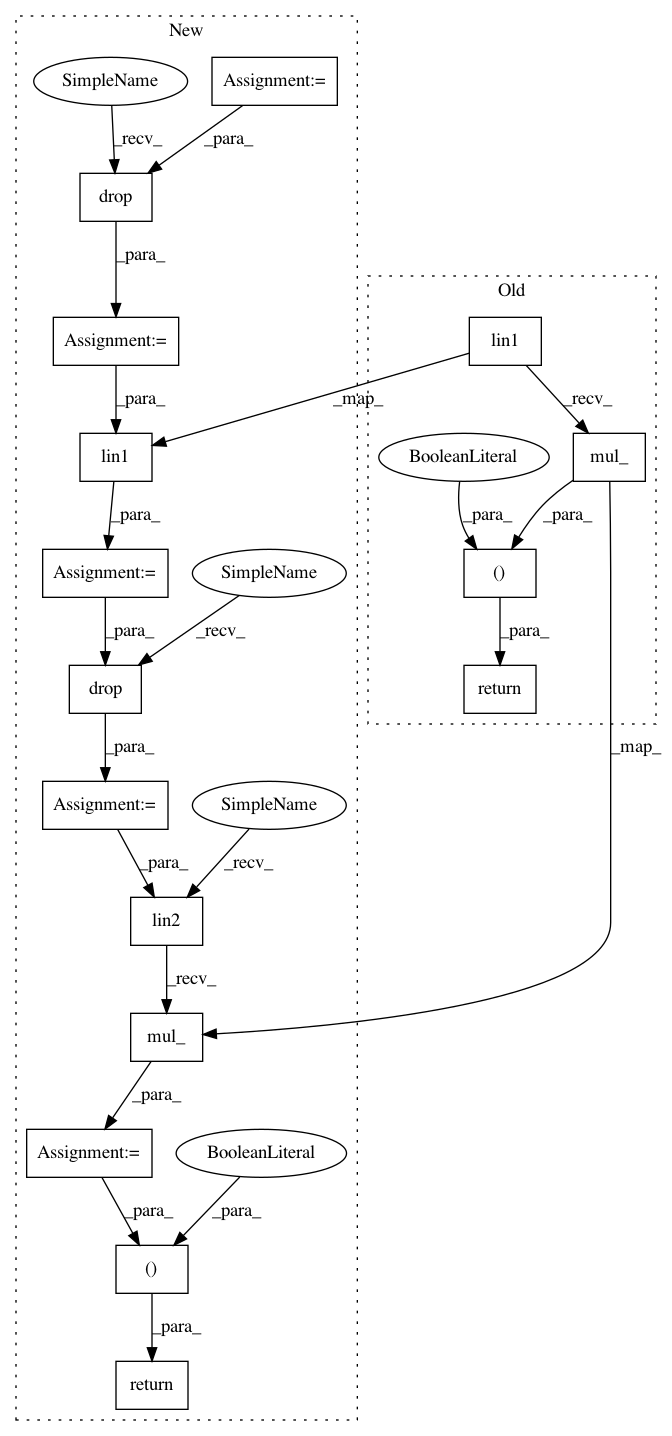 New
SimpleName
Assignment:=
_recv_
_para_
drop
_para_
Old
Assignment:=
lin1
_para_
_map_
_recv_
lin1
BooleanLiteral
mul_
_para_
_para_
_para_
Assignment:=
SimpleName
()
_para_
_recv_
_para_
drop
return
_para_
_map_
Assignment:=
SimpleName
_para_
_recv_
lin2
_recv_
mul_
_para_
Assignment:=
BooleanLiteral
_para_
_para_
()
_para_
return